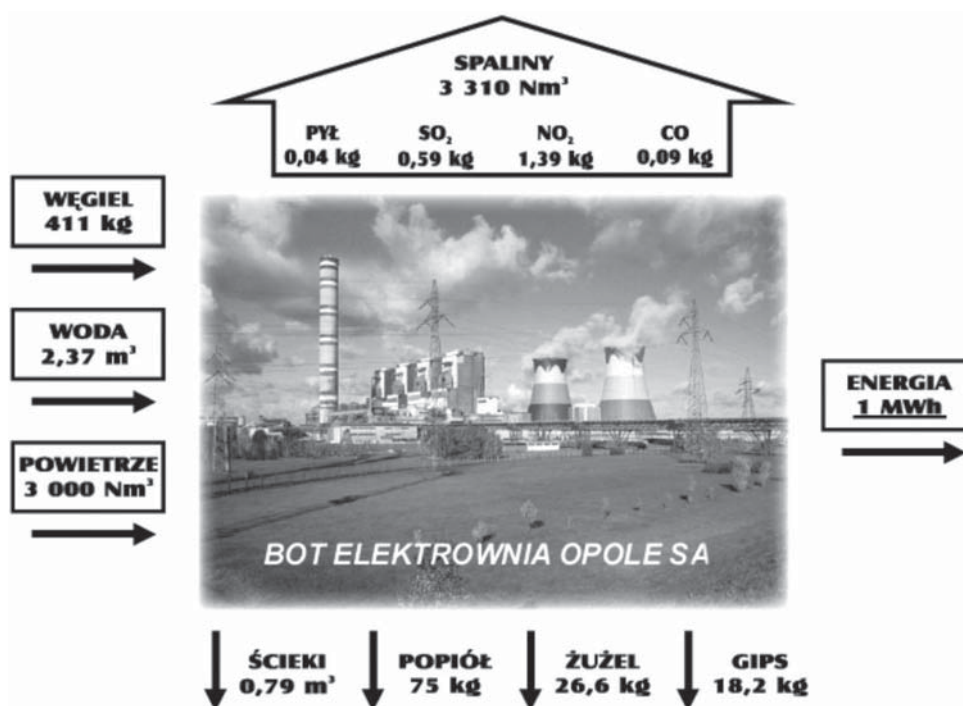 SPALINY
3 310 Nm³
PYŁ
0,04 kg
SO₂
0,59 kg
NO₂
1,39 kg
CO
0,09 kg
WĘGIEL
411 kg
WODA
2,37 m³
POWIETRZE
3 000 Nm³
ENERGIA
1 MWh
BOT ELEKTROWNIA OPOLE SA
ŚCIEKI
0,79 m³
POPIÓŁ
75 kg
ŻUŻEL
26,6 kg
GIPS
18,2 kg